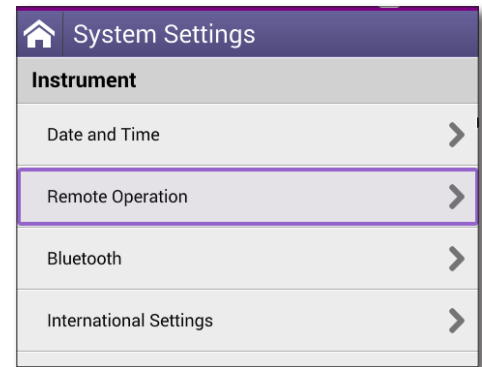 System Settings
Instrument
Date and Time
Remote Operation
Bluetooth
International Settings